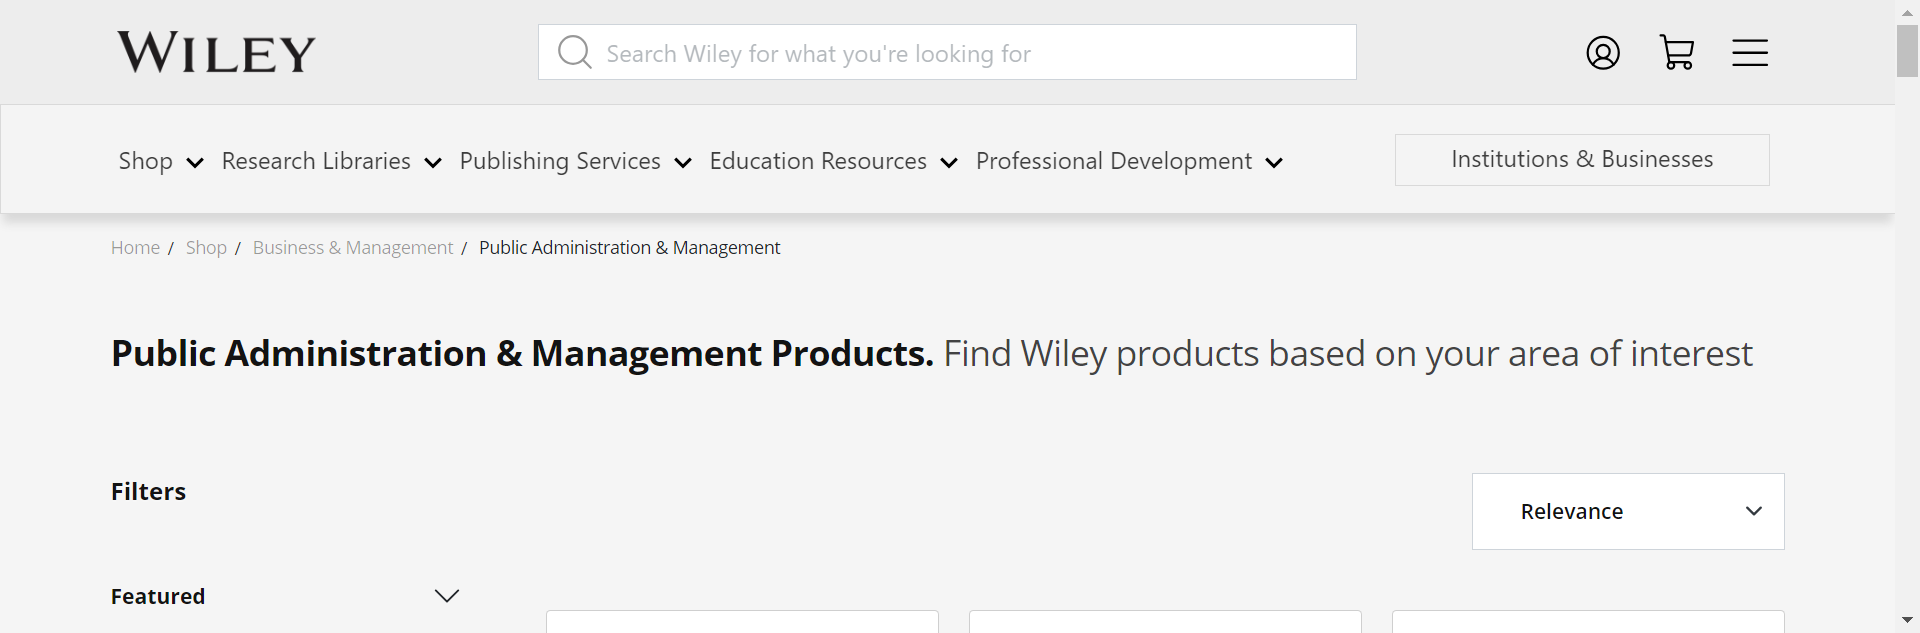 WILEY
Search Wiley for what you're looking for
Shop Research Libraries Publishing Services Education Resources Professional Development Institutions & Businesses
Home / Shop / Business & Management / Public Administration & Management
Public Administration & Management Products. Find Wiley products based on your area of interest
Filters
Relevance
Featured